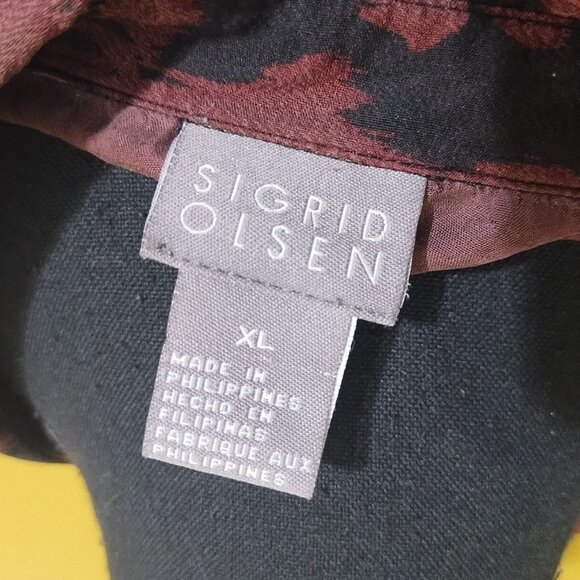 SIGRID
OLSEN
XL
MADE IN
PHILIPPINES
HECHO EN
FILIPINAS
FABRIQUE AUX
PHILIPPINES